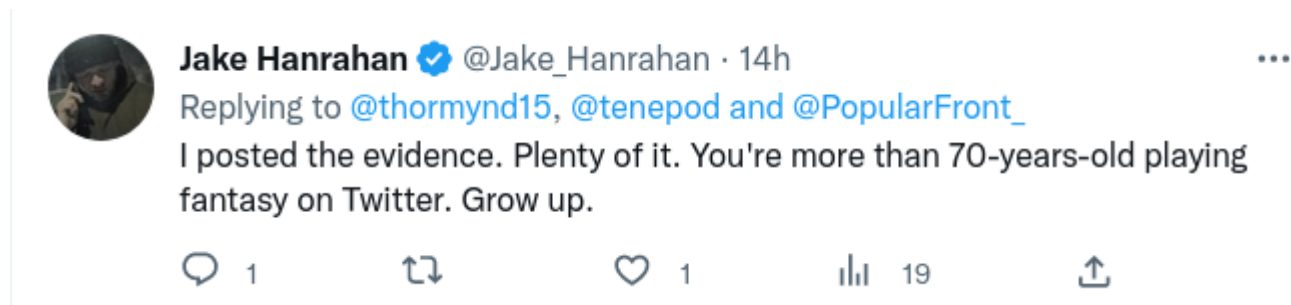 Jake Hanrahan @Jake_Hanrahan · 14h
Replying to @thormynd15, @tenepod and @PopularFront_
I posted the evidence. Plenty of it. You're more than 70-years-old playing
fantasy on Twitter. Grow up.
1 1 19